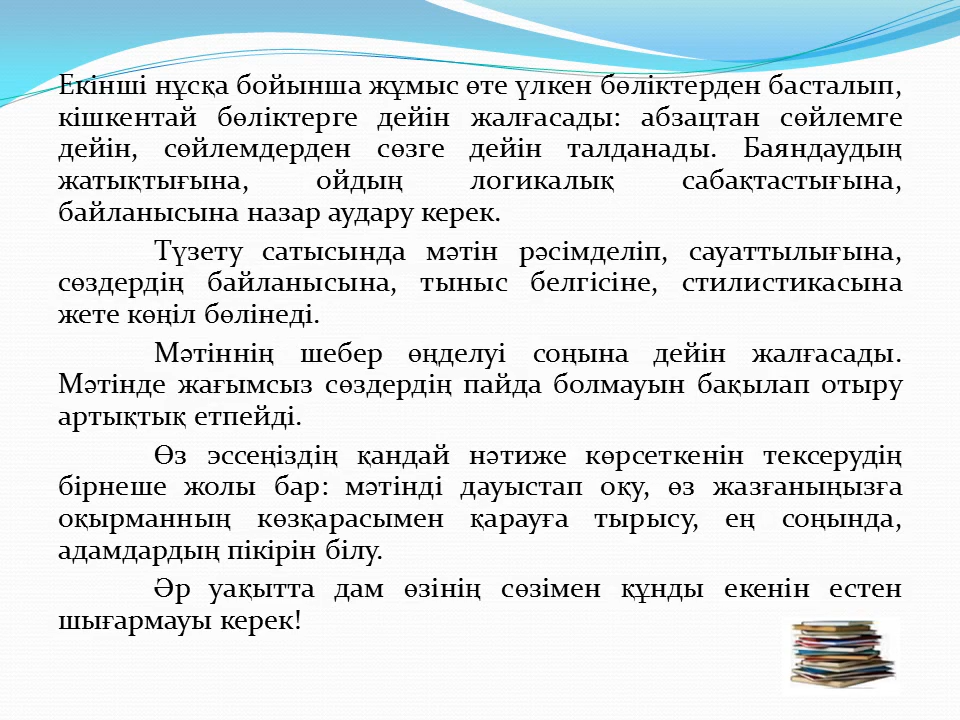 Екінші нұсқа бойынша жұмыс өте үлкен бөліктерден басталып,
кішкентай бөліктерге дейін жалғасады: абзацтан сөйлемге
дейін, сөйлемдерден сөзге дейін талданады. Баяндаудың
жатықтығына, ойдың логикалық сабақтастығына,
байланысына назар аудару керек.
Түзету сатысында мәтін рәсімделіп, сауаттылығына,
сөздердің байланысына, тыныс белгісіне, стилистикасына
жете көңіл бөлінеді.
Мәтіннің шебер өңделуі соңына дейін жалғасады.
Мәтінде жағымсыз сөздердің пайда болмауын бақылап отыру
артықтық етпейді.
Өз эссеңіздің қандай нәтиже көрсеткенін тексерудің
бірнеше жолы бар: мәтінді дауыстап оқу, өз жазғаныңызға
оқырманның көзқарасымен қарауға тырысу, ең соңында,
адамдардың пікірін білу.
Әр уақытта дам өзінің сөзімен құнды екенін естен
шығармауы керек!